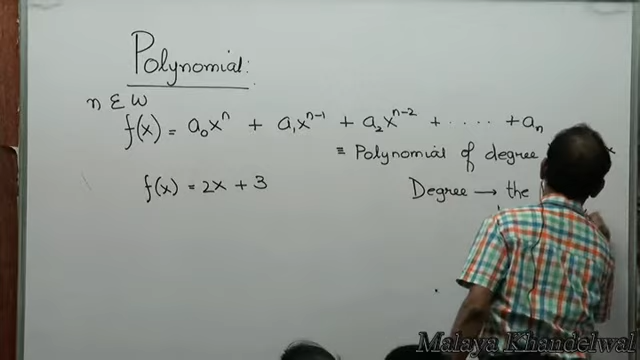 Polynomial:
n ∈ W
f(x) = a₀xⁿ + a₁xⁿ⁻¹ + a₂xⁿ⁻² + ..... + aₙ
= Polynomial of degree
f(x) = 2x + 3
Degree → the
Malaya Khandelwal